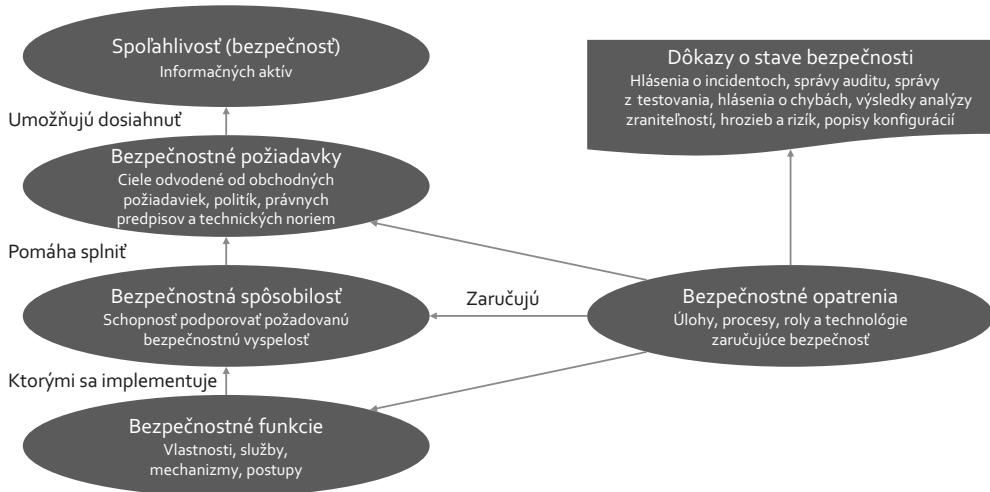 Spoľahlivosť (bezpečnosť)
Informačných aktív
Umožňujú dosiahnuť
Bezpečnostné požiadavky
Ciele odvodené od obchodných
požiadaviek, politík, právnych
predpisov a technických noriem
Pomáha splniť
Bezpečnostná spôsobilosť
Schopnosť podporovať požadovanú
bezpečnostnú vyspelosť
Ktorými sa implementuje
Bezpečnostné funkcie
Vlastnosti, služby,
mechanizmy, postupy
Zaručujú
Dôkazy o stave bezpečnosti
Hlásenia o incidentoch, správy auditu, správy
z testovania, hlásenia o chybách, výsledky analýzy
zraniteľností, hrozieb a rizík, popisy konfigurácií
Bezpečnostné opatrenia
Úlohy, procesy, roly a technológie
zaručujúce bezpečnosť